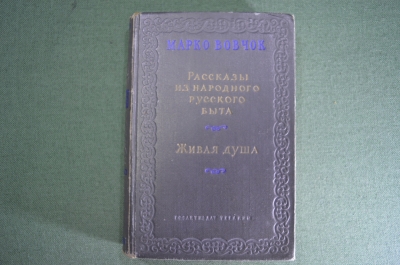 МАРКО ВОВЧОК
РАССКАЗЫ
ИЗ НАРОДНОГО
РУССКОГО
БЫТА
ЖИВАЯ ДУША